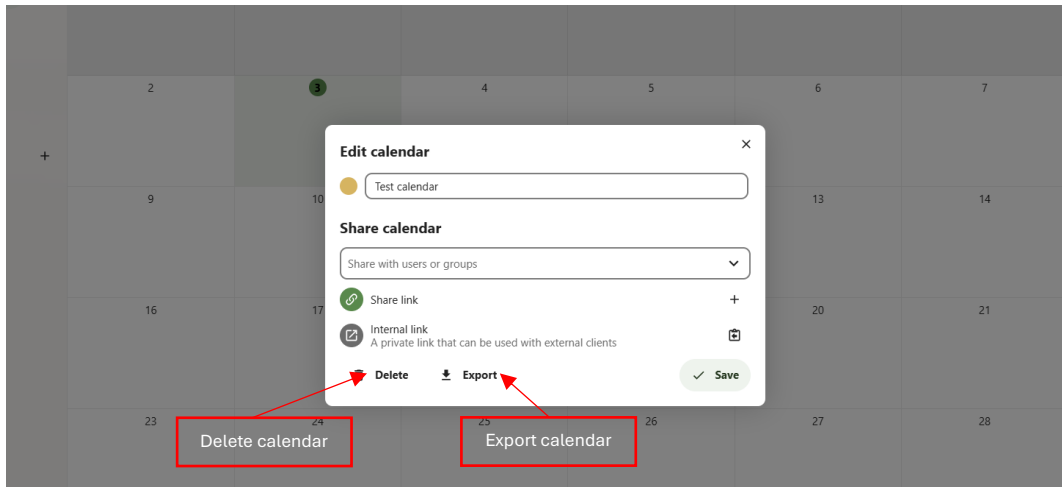 2 3 4 5 6 7
Edit calendar
Test calendar
9 10 13 14
Share calendar
Share with users or groups
Share link
16 17 20 21
Internal link
A private link that can be used with external clients
Delete Export Save
23 24 25 26 27 28
Delete calendar Export calendar